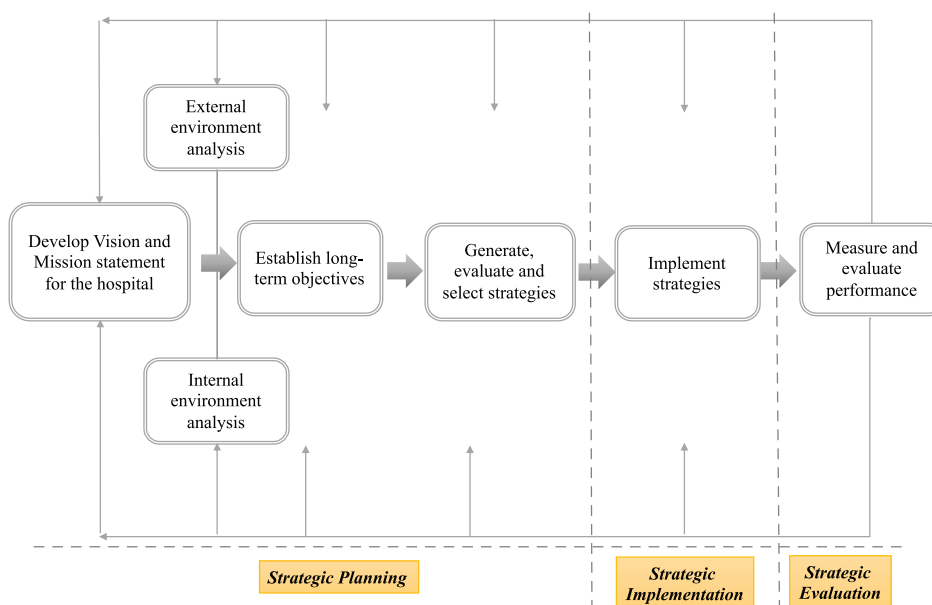 External
environment
analysis
Develop Vision and
Mission statement
for the hospital
Establish long-
term objectives
Generate,
evaluate and
select strategies
Implement
strategies
Measure and
evaluate
performance
Internal
environment
analysis
Strategic Planning
Strategic
Implementation
Strategic
Evaluation